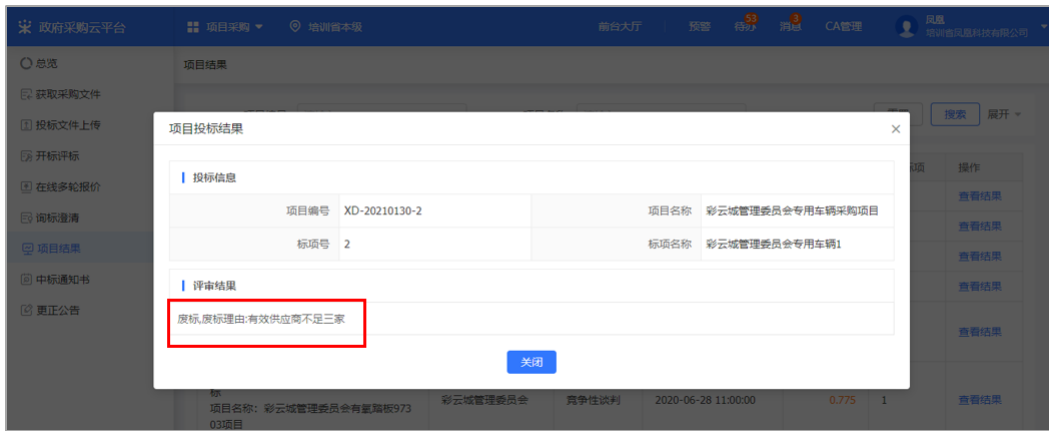 政府采购云平台
项目采购
培训省本级
前台大厅
预警
待办
53
消息
3
CA管理
凤凰
培训省凤凰科技有限公司
总览
获取采购文件
投标文件上传
开标评标
在线多轮报价
询标澄清
项目结果
中标通知书
更正公告
项目结果
搜索
展开
标项
操作
查看结果
查看结果
查看结果
查看结果
查看结果
查看结果
项目投标结果
投标信息
项目编号 XD-20210130-2 项目名称 彩云城管理委员会专用车辆采购项目
标项号 2 标项名称 彩云城管理委员会专用车辆1
评审结果
废标,废标理由:有效供应商不足三家
关闭
标
项目名称：彩云城管理委员会有氩踏板973
03项目
彩云城管理委员会
竞争性谈判
2020-06-28 11:00:00
0.775
1